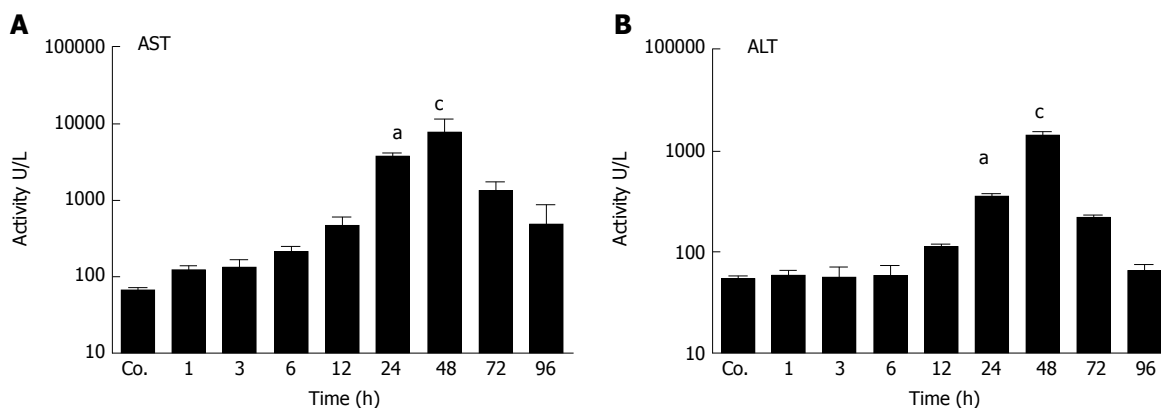 A
AST
Activity U/L
100000
10000
1000
100
10
a
c
Co. 1 3 6 12 24 48 72 96
Time (h)
B
ALT
Activity U/L
100000
1000
100
10
a
c
Co. 1 3 6 12 24 48 72 96
Time (h)